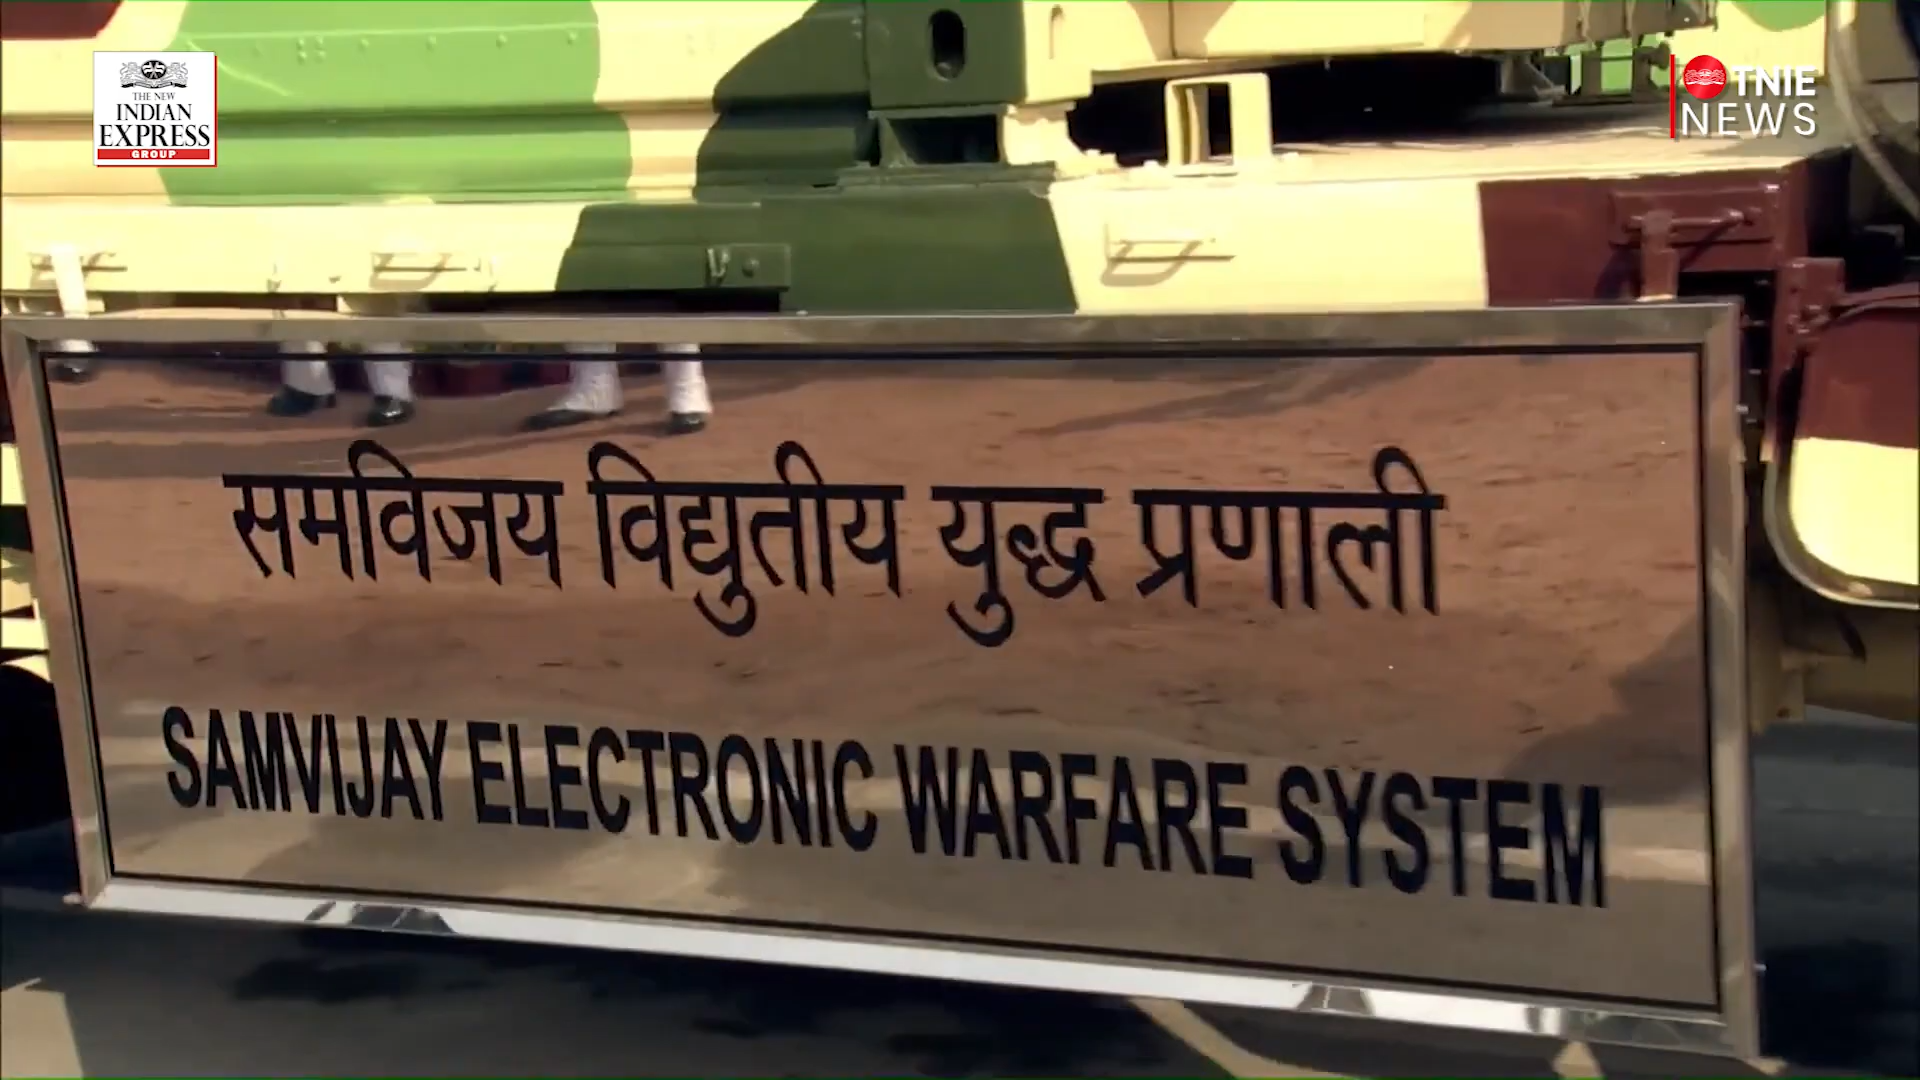 THE NEW
INDIAN
EXPRESS
GROUP
TNIE
NEWS
समविजय विद्युतीय युद्ध प्रणाली
SAMVIJAY ELECTRONIC WARFARE SYSTEM